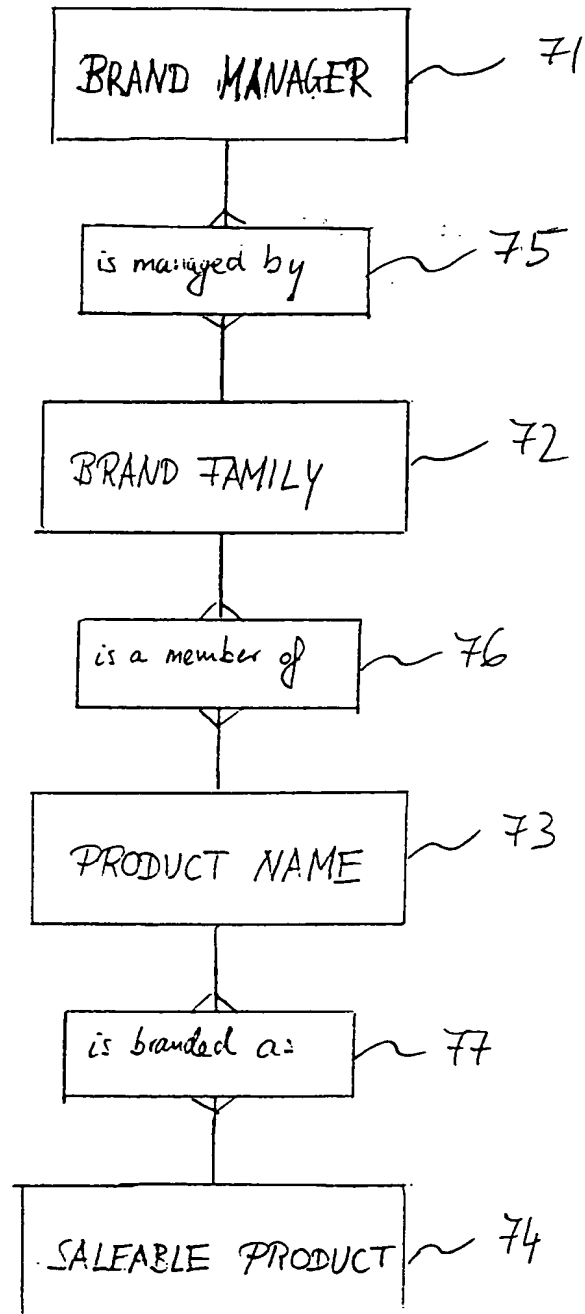 BRAND MANAGER
71
is managed by
75
BRAND FAMILY
72
is a member of
76
PRODUCT NAME
73
is branded a:
77
SALEABLE PRODUCT
74